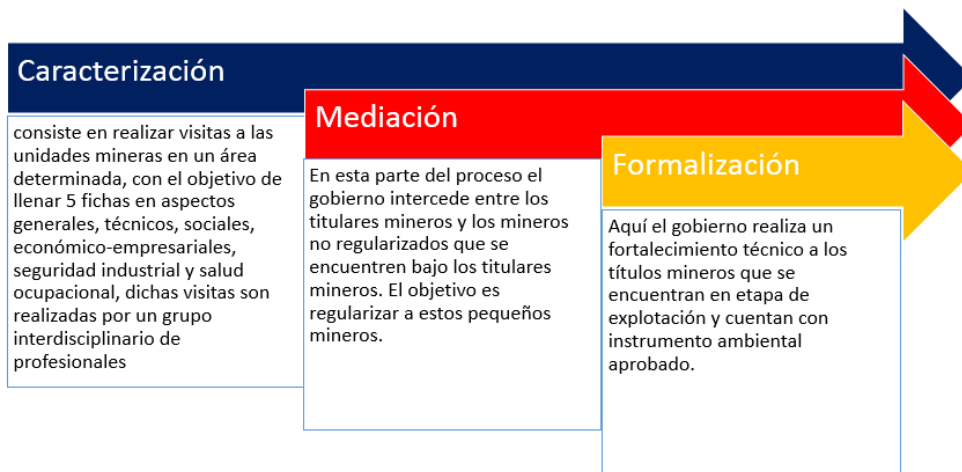 Caracterización
consiste en realizar visitas a las
unidades mineras en un área
determinada, con el objetivo de
llenar 5 fichas en aspectos
generales, técnicos, sociales,
económico-empresariales,
seguridad industrial y salud
ocupacional, dichas visitas son
realizadas por un grupo
interdisciplinario de
profesionales
Mediación
En esta parte del proceso el
gobierno intercede entre los
titulares mineros y los mineros
no regularizados que se
encuentren bajo los titulares
mineros. El objetivo es
regularizar a estos pequeños
mineros.
Formalización
Aquí el gobierno realiza un
fortalecimiento técnico a los
títulos mineros que se
encuentran en etapa de
explotación y cuentan con
instrumento ambiental
aprobado.